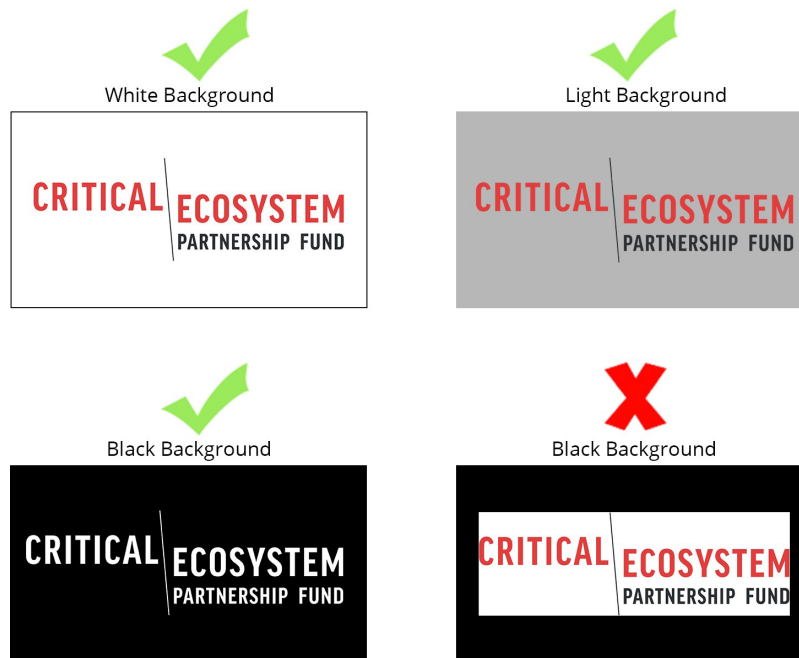 White Background
CRITICAL
ECOSYSTEM
PARTNERSHIP FUND
Light Background
CRITICAL
ECOSYSTEM
PARTNERSHIP FUND
Black Background
CRITICAL
ECOSYSTEM
PARTNERSHIP FUND
Black Background
CRITICAL
ECOSYSTEM
PARTNERSHIP FUND